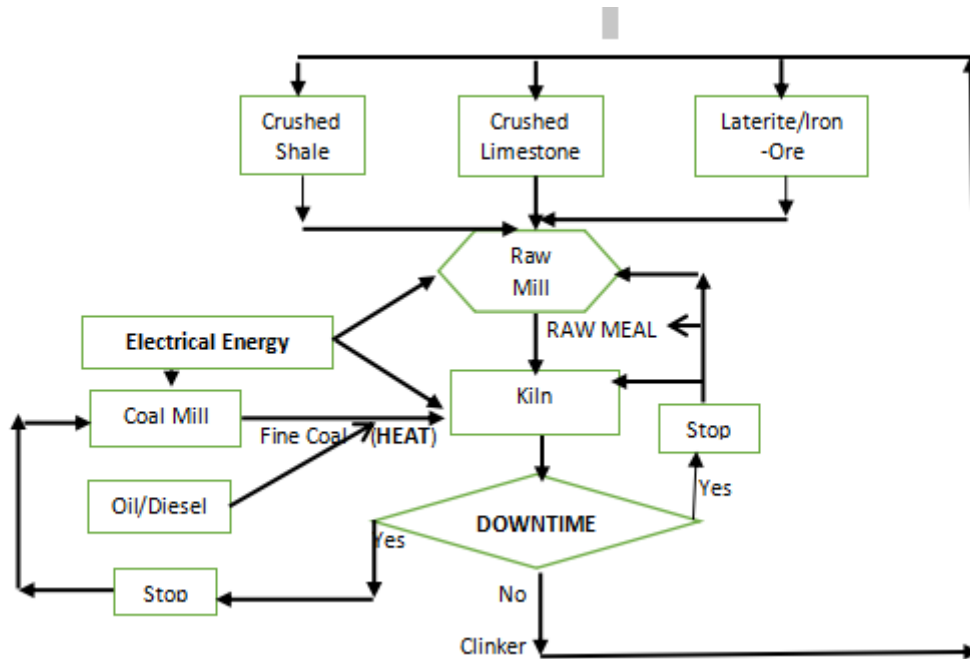 Crushed
Shale
Crushed
Limestone
Laterite/Iron
-Ore
Raw
Mill
RAW MEAL
Electrical Energy
Kiln
Coal Mill
Fine Coal (HEAT)
Stop
Oil/Diesel
Yes
DOWNTIME
Yes
Stop
No
Clinker